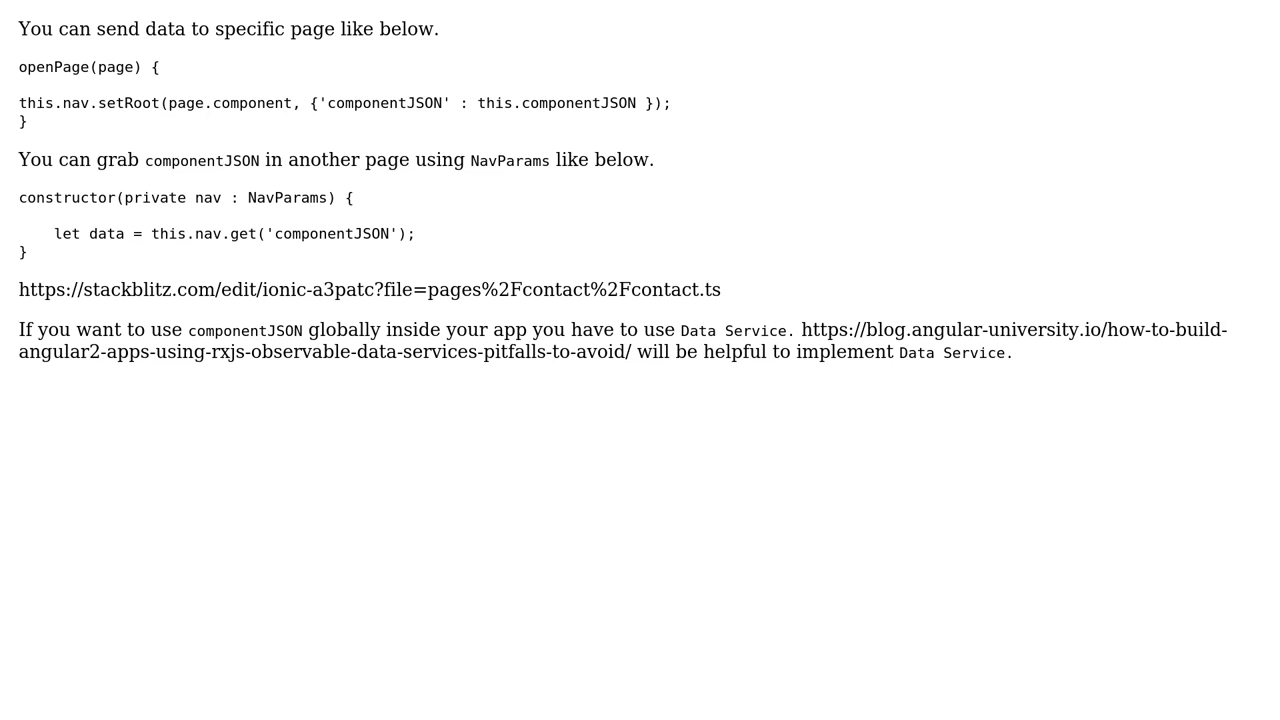 You can send data to specific page like below.
openPage(page) {
this.nav.setRoot(page.component, {'componentJSON' : this.componentJSON });
}
You can grab componentJSON in another page using NavParams like below.
constructor(private nav : NavParams) {
    let data = this.nav.get('componentJSON');
}
https://stackblitz.com/edit/ionic-a3patc?file=pages%2Fcontact%2Fcontact.ts
If you want to use componentJSON globally inside your app you have to use Data Service. https://blog.angular-university.io/how-to-build-
angular2-apps-using-rxjs-observable-data-services-pitfalls-to-avoid/ will be helpful to implement Data Service.